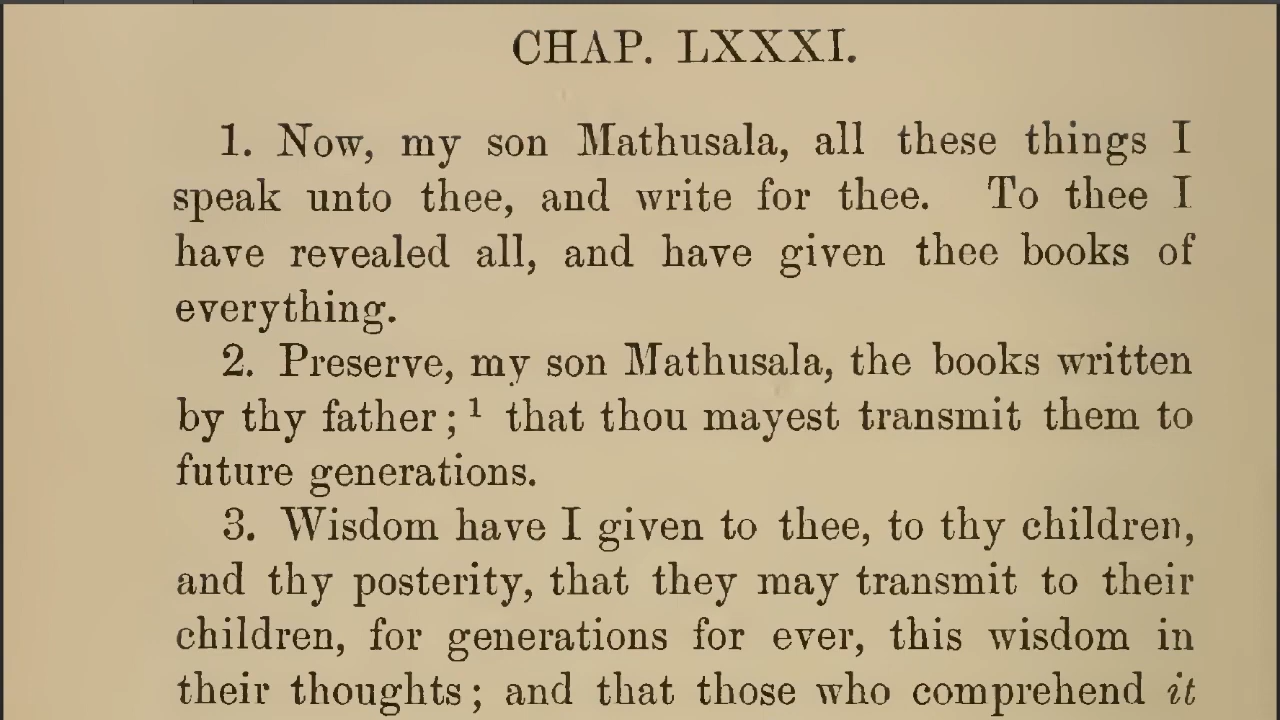 CHAP. LXXXI.
1. Now, my son Mathusala, all these things I
speak unto thee, and write for thee. To thee I
have revealed all, and have given thee books of
everything.
2. Preserve, my son Mathusala, the books written
by thy father;¹ that thou mayest transmit them to
future generations.
3. Wisdom have I given to thee, to thy children,
and thy posterity, that they may transmit to their
children, for generations for ever, this wisdom in
their thoughts; and that those who comprehend it